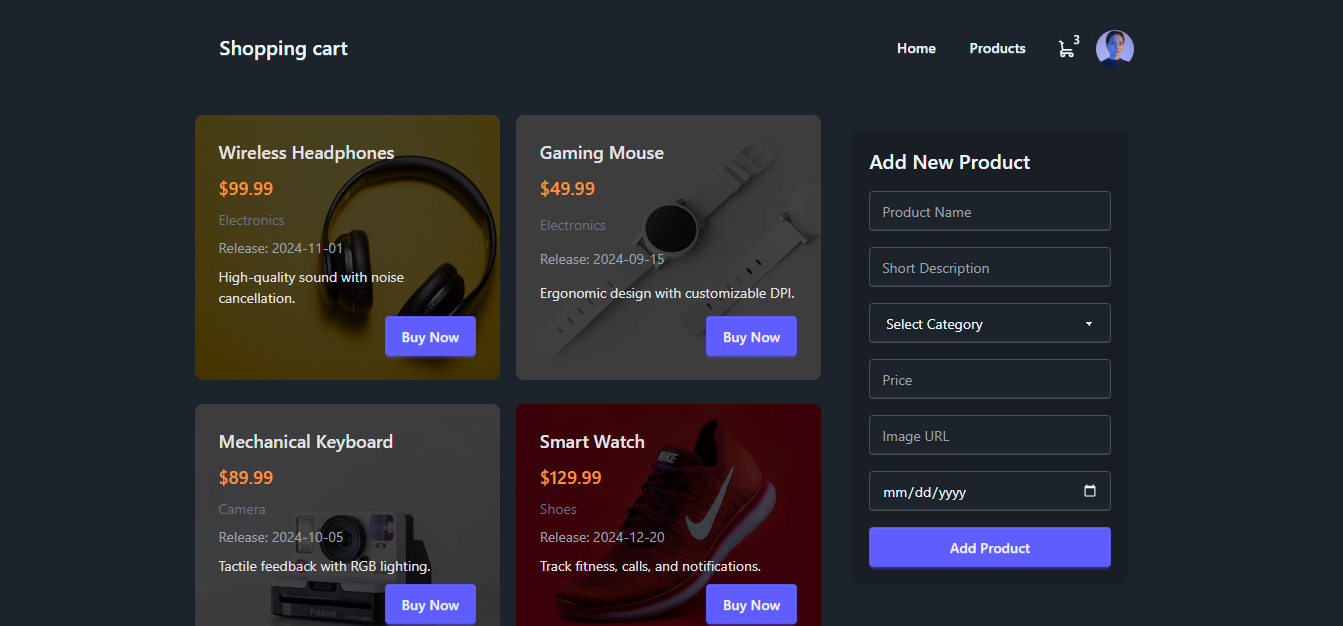 Shopping cart
Home
Products
3
Wireless Headphones
$99.99
Electronics
Release: 2024-11-01
High-quality sound with noise
cancellation.
Buy Now
Gaming Mouse
$49.99
Electronics
Release: 2024-09-15
Ergonomic design with customizable DPI.
Buy Now
Mechanical Keyboard
$89.99
Camera
Release: 2024-10-05
Tactile feedback with RGB lighting.
Polaroid
Buy Now
Smart Watch
NIKE
$129.99
Shoes
Release: 2024-12-20
Track fitness, calls, and notifications.
Buy Now
Add New Product
Product Name
Short Description
Select Category
Price
Image URL
mm/dd/yyyy
Add Product